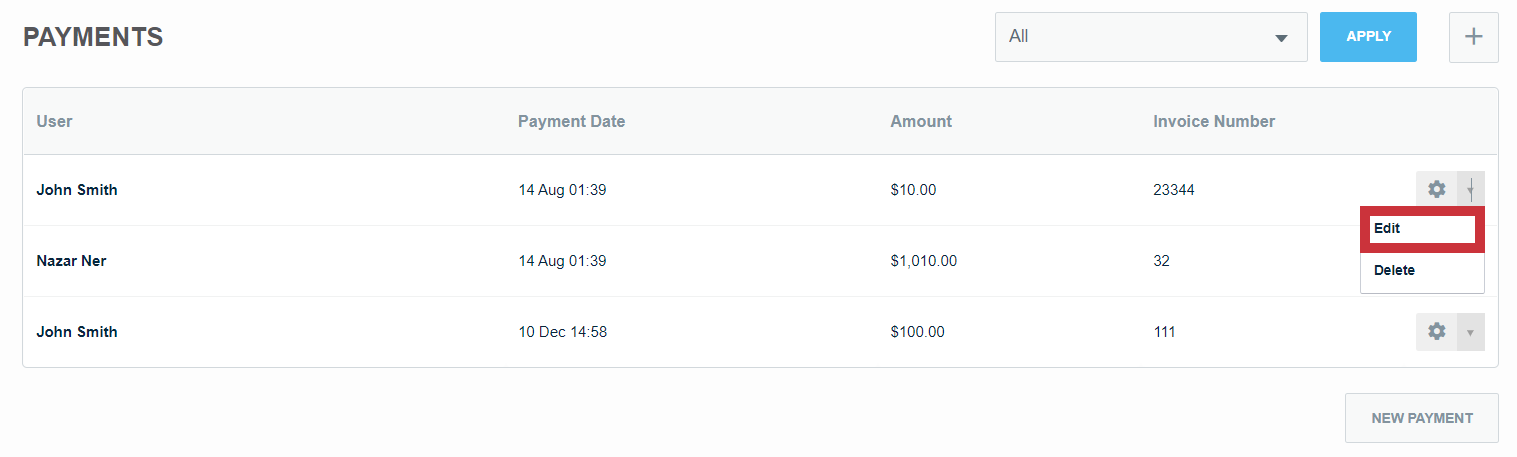 PAYMENTS
All
APPLY
+
User Payment Date Amount Invoice Number
John Smith 14 Aug 01:39 $10.00 23344
Edit
Nazar Ner 14 Aug 01:39 $1,010.00 32
Delete
John Smith 10 Dec 14:58 $100.00 111
NEW PAYMENT